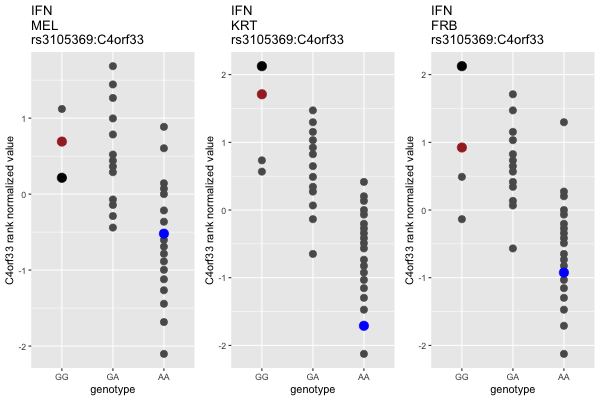 IFN
MEL
rs3105369:C4orf33
C4orf33 rank normalized value
1
0
-1
-2
GG GA AA
genotype
IFN
KRT
rs3105369:C4orf33
C4orf33 rank normalized value
2
1
0
-1
-2
GG GA AA
genotype
IFN
FRB
rs3105369:C4orf33
C4orf33 rank normalized value
2
1
0
-1
-2
GG GA AA
genotype